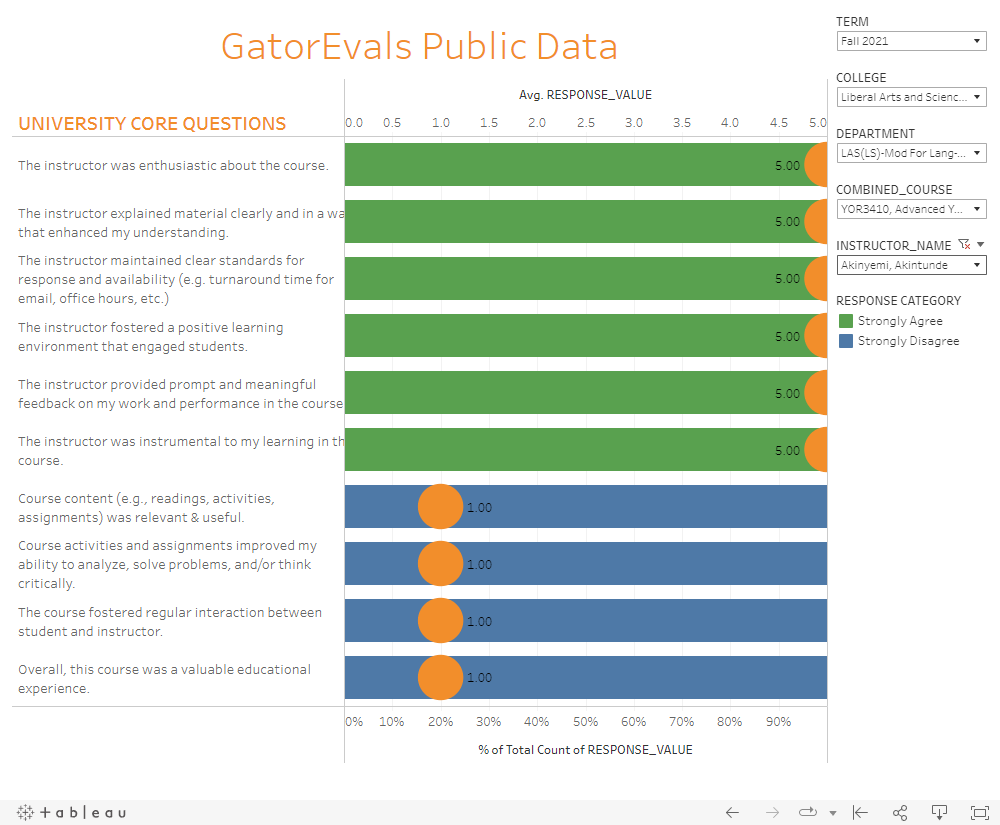 GatorEvals Public Data
UNIVERSITY CORE QUESTIONS
Avg. RESPONSE_VALUE
0.0 0.5 1.0 1.5 2.0 2.5 3.0 3.5 4.0 4.5 5.0
The instructor was enthusiastic about the course.
5.00
The instructor explained material clearly and in a wa
that enhanced my understanding.
5.00
The instructor maintained clear standards for
response and availability (e.g. turnaround time for
email, office hours, etc.)
5.00
The instructor fostered a positive learning
environment that engaged students.
5.00
The instructor provided prompt and meaningful
feedback on my work and performance in the course
5.00
The instructor was instrumental to my learning in th
course.
5.00
Course content (e.g., readings, activities,
assignments) was relevant & useful.
1.00
Course activities and assignments improved my
ability to analyze, solve problems, and/or think
critically.
1.00
The course fostered regular interaction between
student and instructor.
1.00
Overall, this course was a valuable educational
experience.
1.00
0% 10% 20% 30% 40% 50% 60% 70% 80% 90%
% of Total Count of RESPONSE_VALUE
TERM
Fall 2021
COLLEGE
Liberal Arts and Scienc...
DEPARTMENT
LAS(LS)-Mod For Lang-...
COMBINED_COURSE
YOR3410, Advanced Y...
INSTRUCTOR_NAME
Akinyemi, Akintunde
RESPONSE CATEGORY
Strongly Agree
Strongly Disagree
tableau